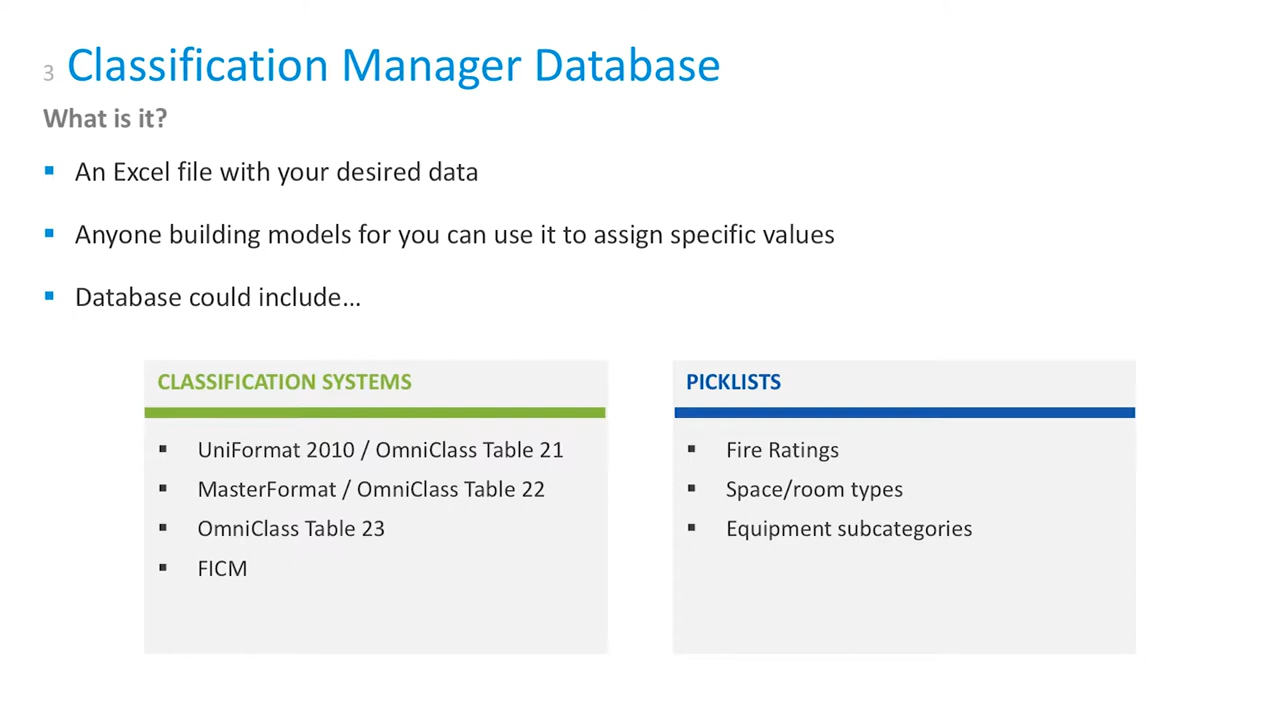 3 Classification Manager Database
What is it?
An Excel file with your desired data
Anyone building models for you can use it to assign specific values
Database could include...
CLASSIFICATION SYSTEMS
UniFormat 2010 / OmniClass Table 21
MasterFormat / OmniClass Table 22
OmniClass Table 23
FICM
PICKLISTS
Fire Ratings
Space/room types
Equipment subcategories